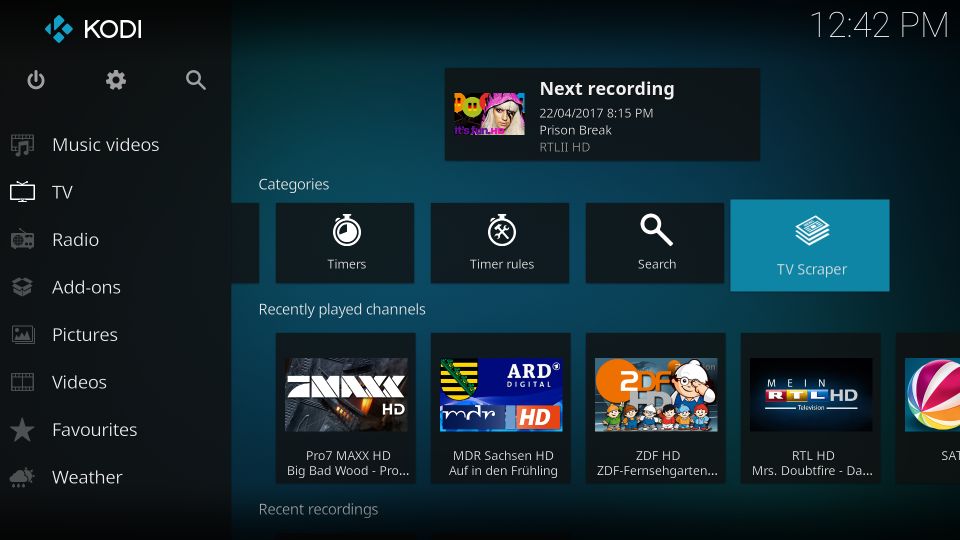 KODI
12:42 PM
Music videos
TV
Radio
Add-ons
Pictures
Videos
Favourites
Weather
it's fun. HD
Next recording
22/04/2017 8:15 PM
Prison Break
RTLII HD
Categories
Timers
Timer rules
Search
TV Scraper
Recently played channels
MAXX
HD
ARD
DIGITAL
mdr HD
2DF
HD
MEIN
RTL HD
Television
Pro7 MAXX HD
Big Bad Wood - Pro...
MDR Sachsen HD
Auf in den Frühling
ZDF HD
ZDF-Fernsehgarten...
RTL HD
Mrs. Doubtfire - Da...
SAT
Recent recordings